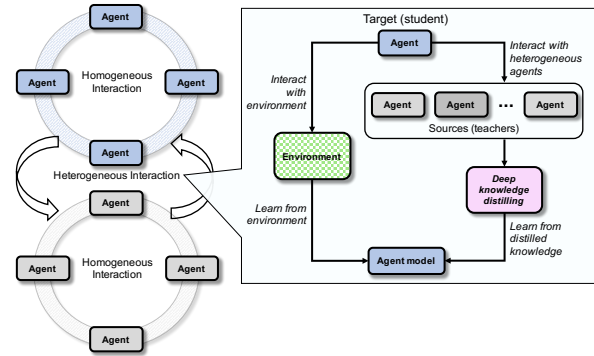 Agent
Agent
Homogeneous
Interaction
Agent
Agent
Heterogeneous Interaction
Agent
Agent
Homogeneous
Interaction
Agent
Agent
Target (student)
Agent
Interact
with
environment
Interact with
heterogeneous
agents
Agent
Agent
...
Agent
Sources (teachers)
Environment
Deep
knowledge
distilling
Learn from
environment
Learn from
distilled
knowledge
Agent model